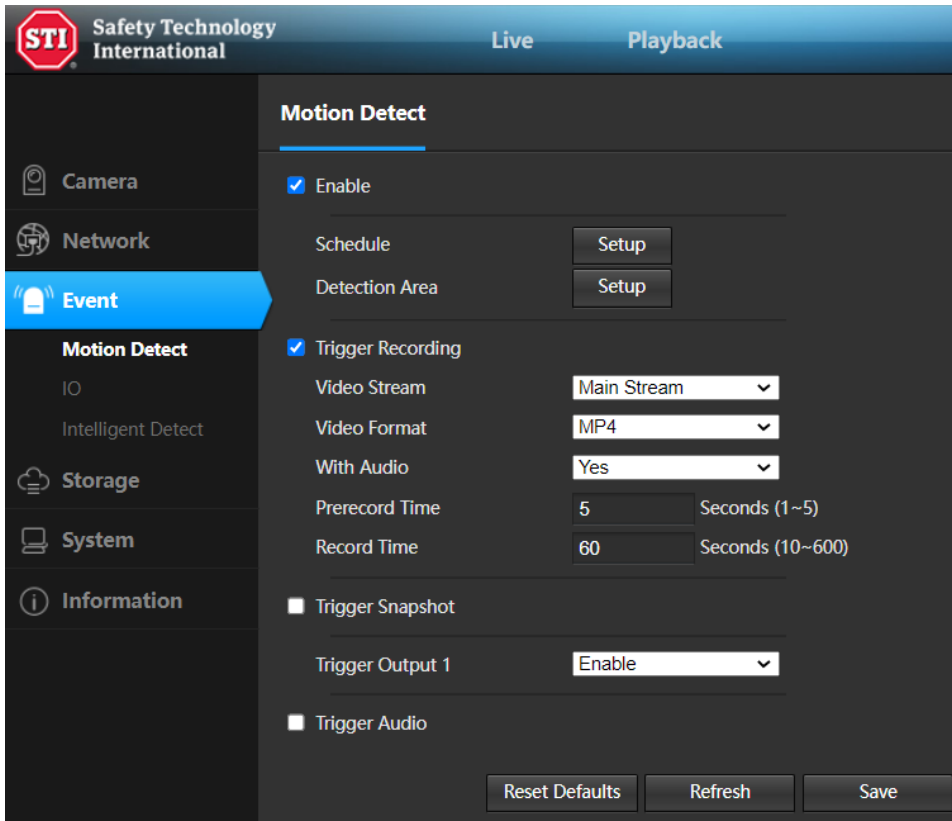 STI
Safety Technology
International
Live Playback
Motion Detect
Camera
Network
Event
Motion Detect
IO
Intelligent Detect
Storage
System
Information
Enable
Schedule Setup
Detection Area Setup
Trigger Recording
Video Stream Main Stream
Video Format MP4
With Audio Yes
Prerecord Time 5 Seconds (1~5)
Record Time 60 Seconds (10~600)
Trigger Snapshot
Trigger Output 1 Enable
Trigger Audio
Reset Defaults Refresh Save